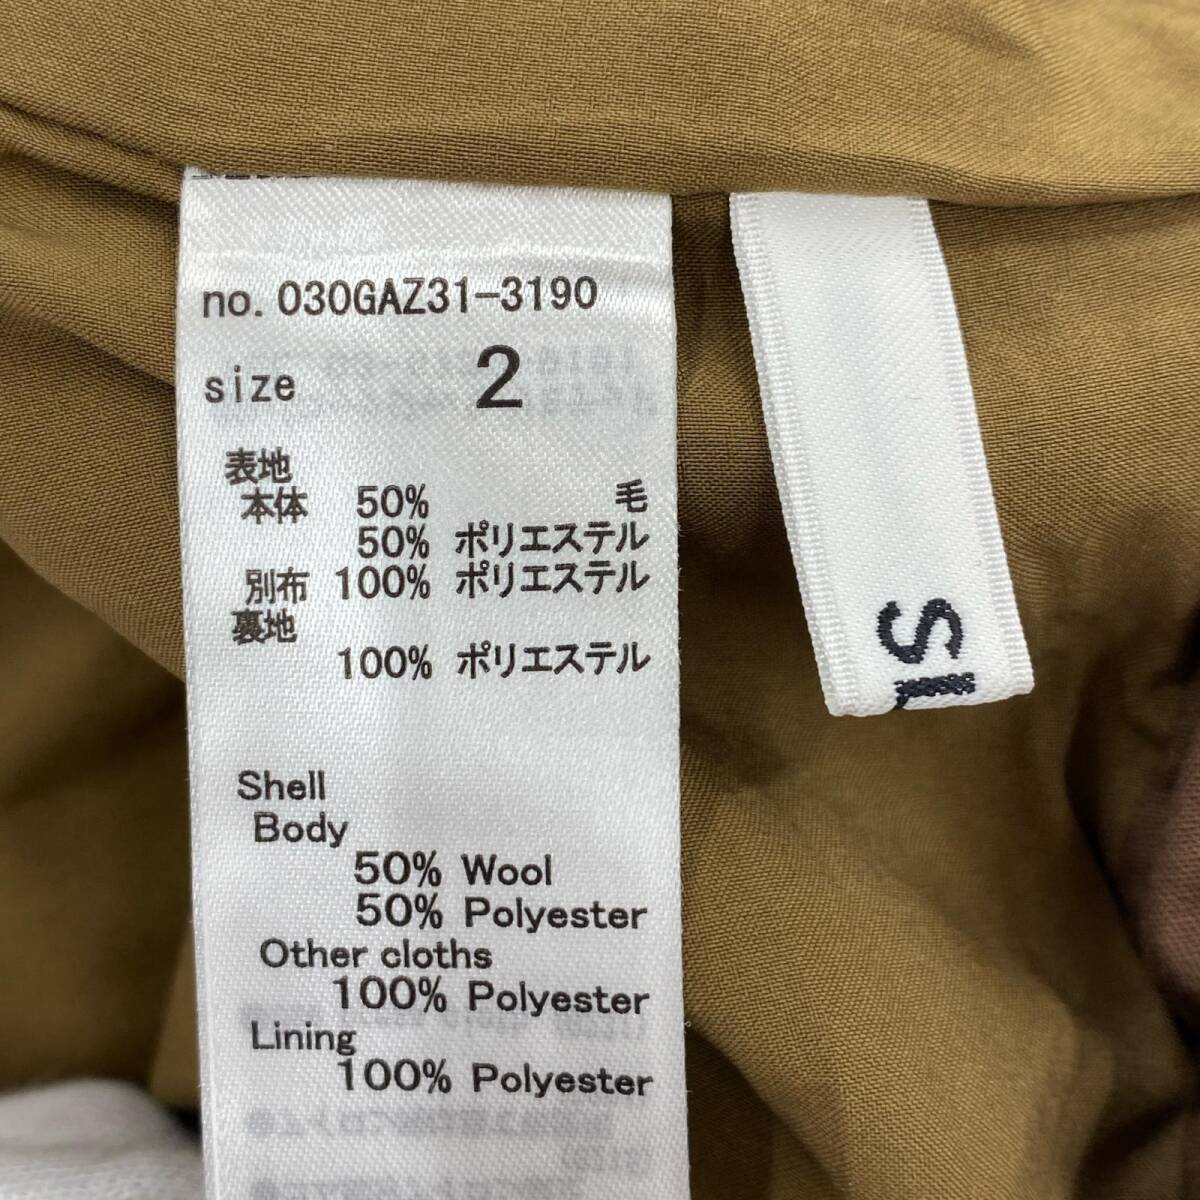 no. 030GAZ31-3190
size 2
表地
本体 50% 毛
50% ポリエステル
別布 100% ポリエステル
裏地
100% ポリエステル
Shell
Body
50% Wool
50% Polyester
Other cloths
100% Polyester
Lining
100% Polyester